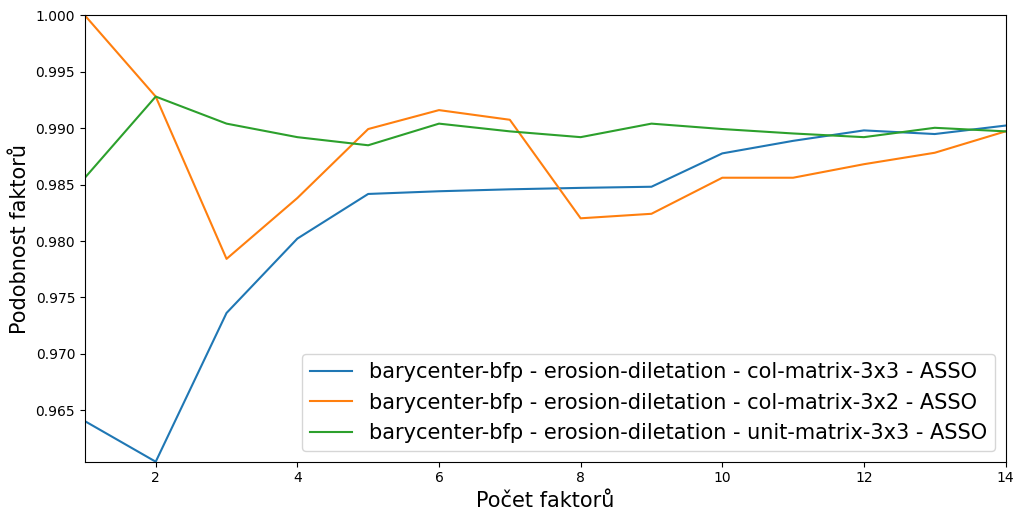 1.000
0.995
0.990
0.985
0.980
0.975
0.970
0.965
Podobnost faktorů
barycenter-bfp - erosion-diletation - col-matrix-3x3 - ASSO
barycenter-bfp - erosion-diletation - col-matrix-3x2 - ASSO
barycenter-bfp - erosion-diletation - unit-matrix-3x3 - ASSO
2 4 6 8 10 12 14
Počet faktorů